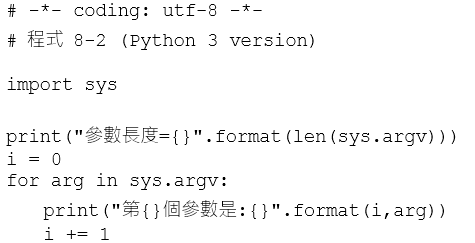 # -*- coding: utf-8 -*-
# 程式 8-2 (Python 3 version)
import sys
print("參數長度={}".format(len(sys.argv)))
i = 0
for arg in sys.argv:
    print("第{}個參數是:{}".format(i,arg))
    i += 1